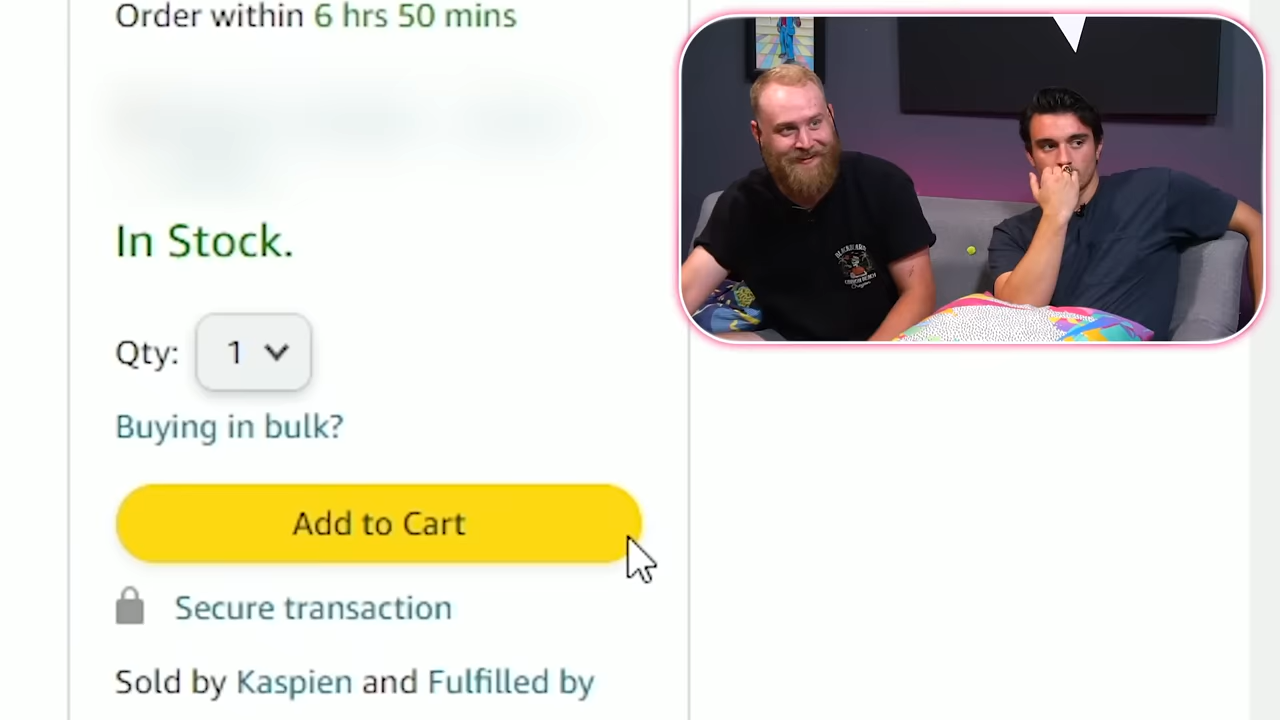 Order within 6 hrs 50 mins
In Stock.
Qty: 1
Buying in bulk?
Add to Cart
Secure transaction
Sold by Kaspien and Fulfilled by